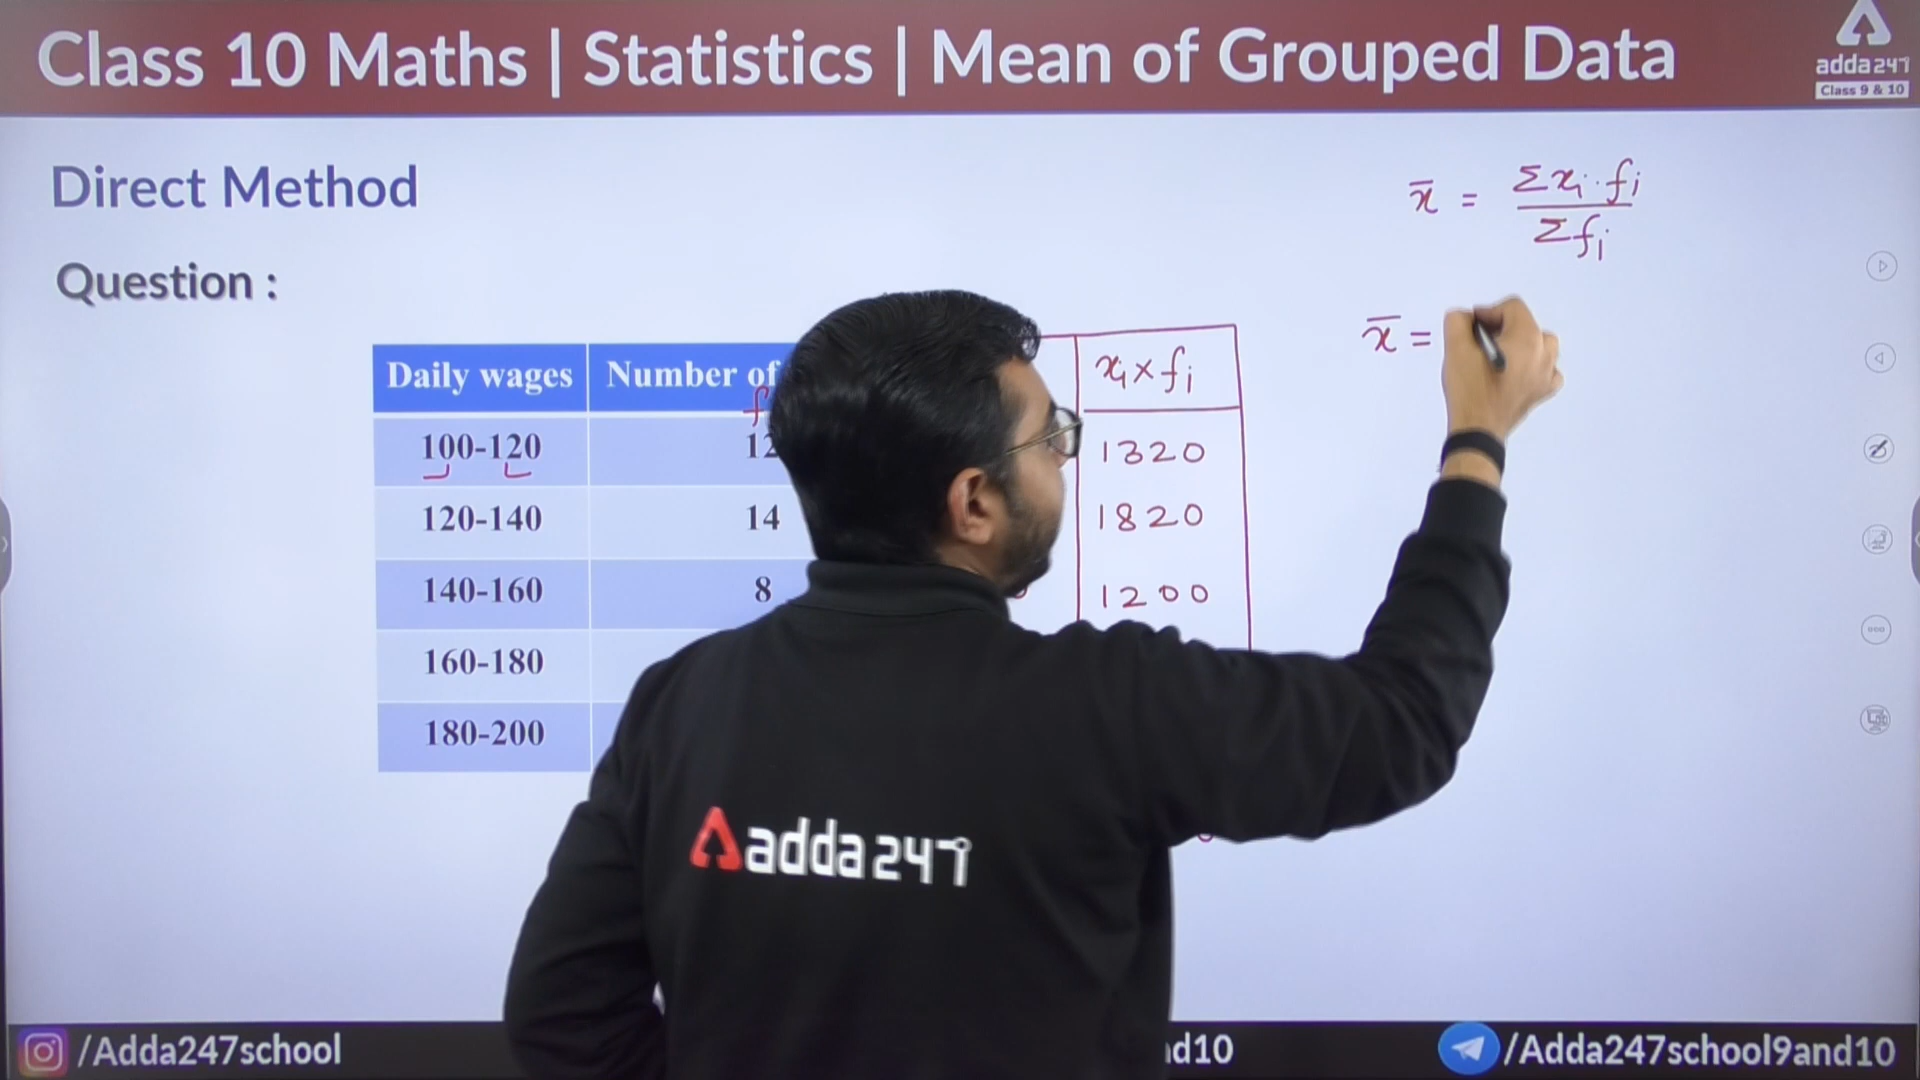 Class 10 Maths | Statistics | Mean of Grouped Data
adda247
Class 9 & 10
Direct Method
x̄ = Σxi·fi / Σfi
Question :
x̄ =
Daily wages Number of xi×fi
f
100-120 12 1320
120-140 14 1820
140-160 8 1200
160-180
180-200
adda247
/Adda247school
d10
/Adda247school9and10